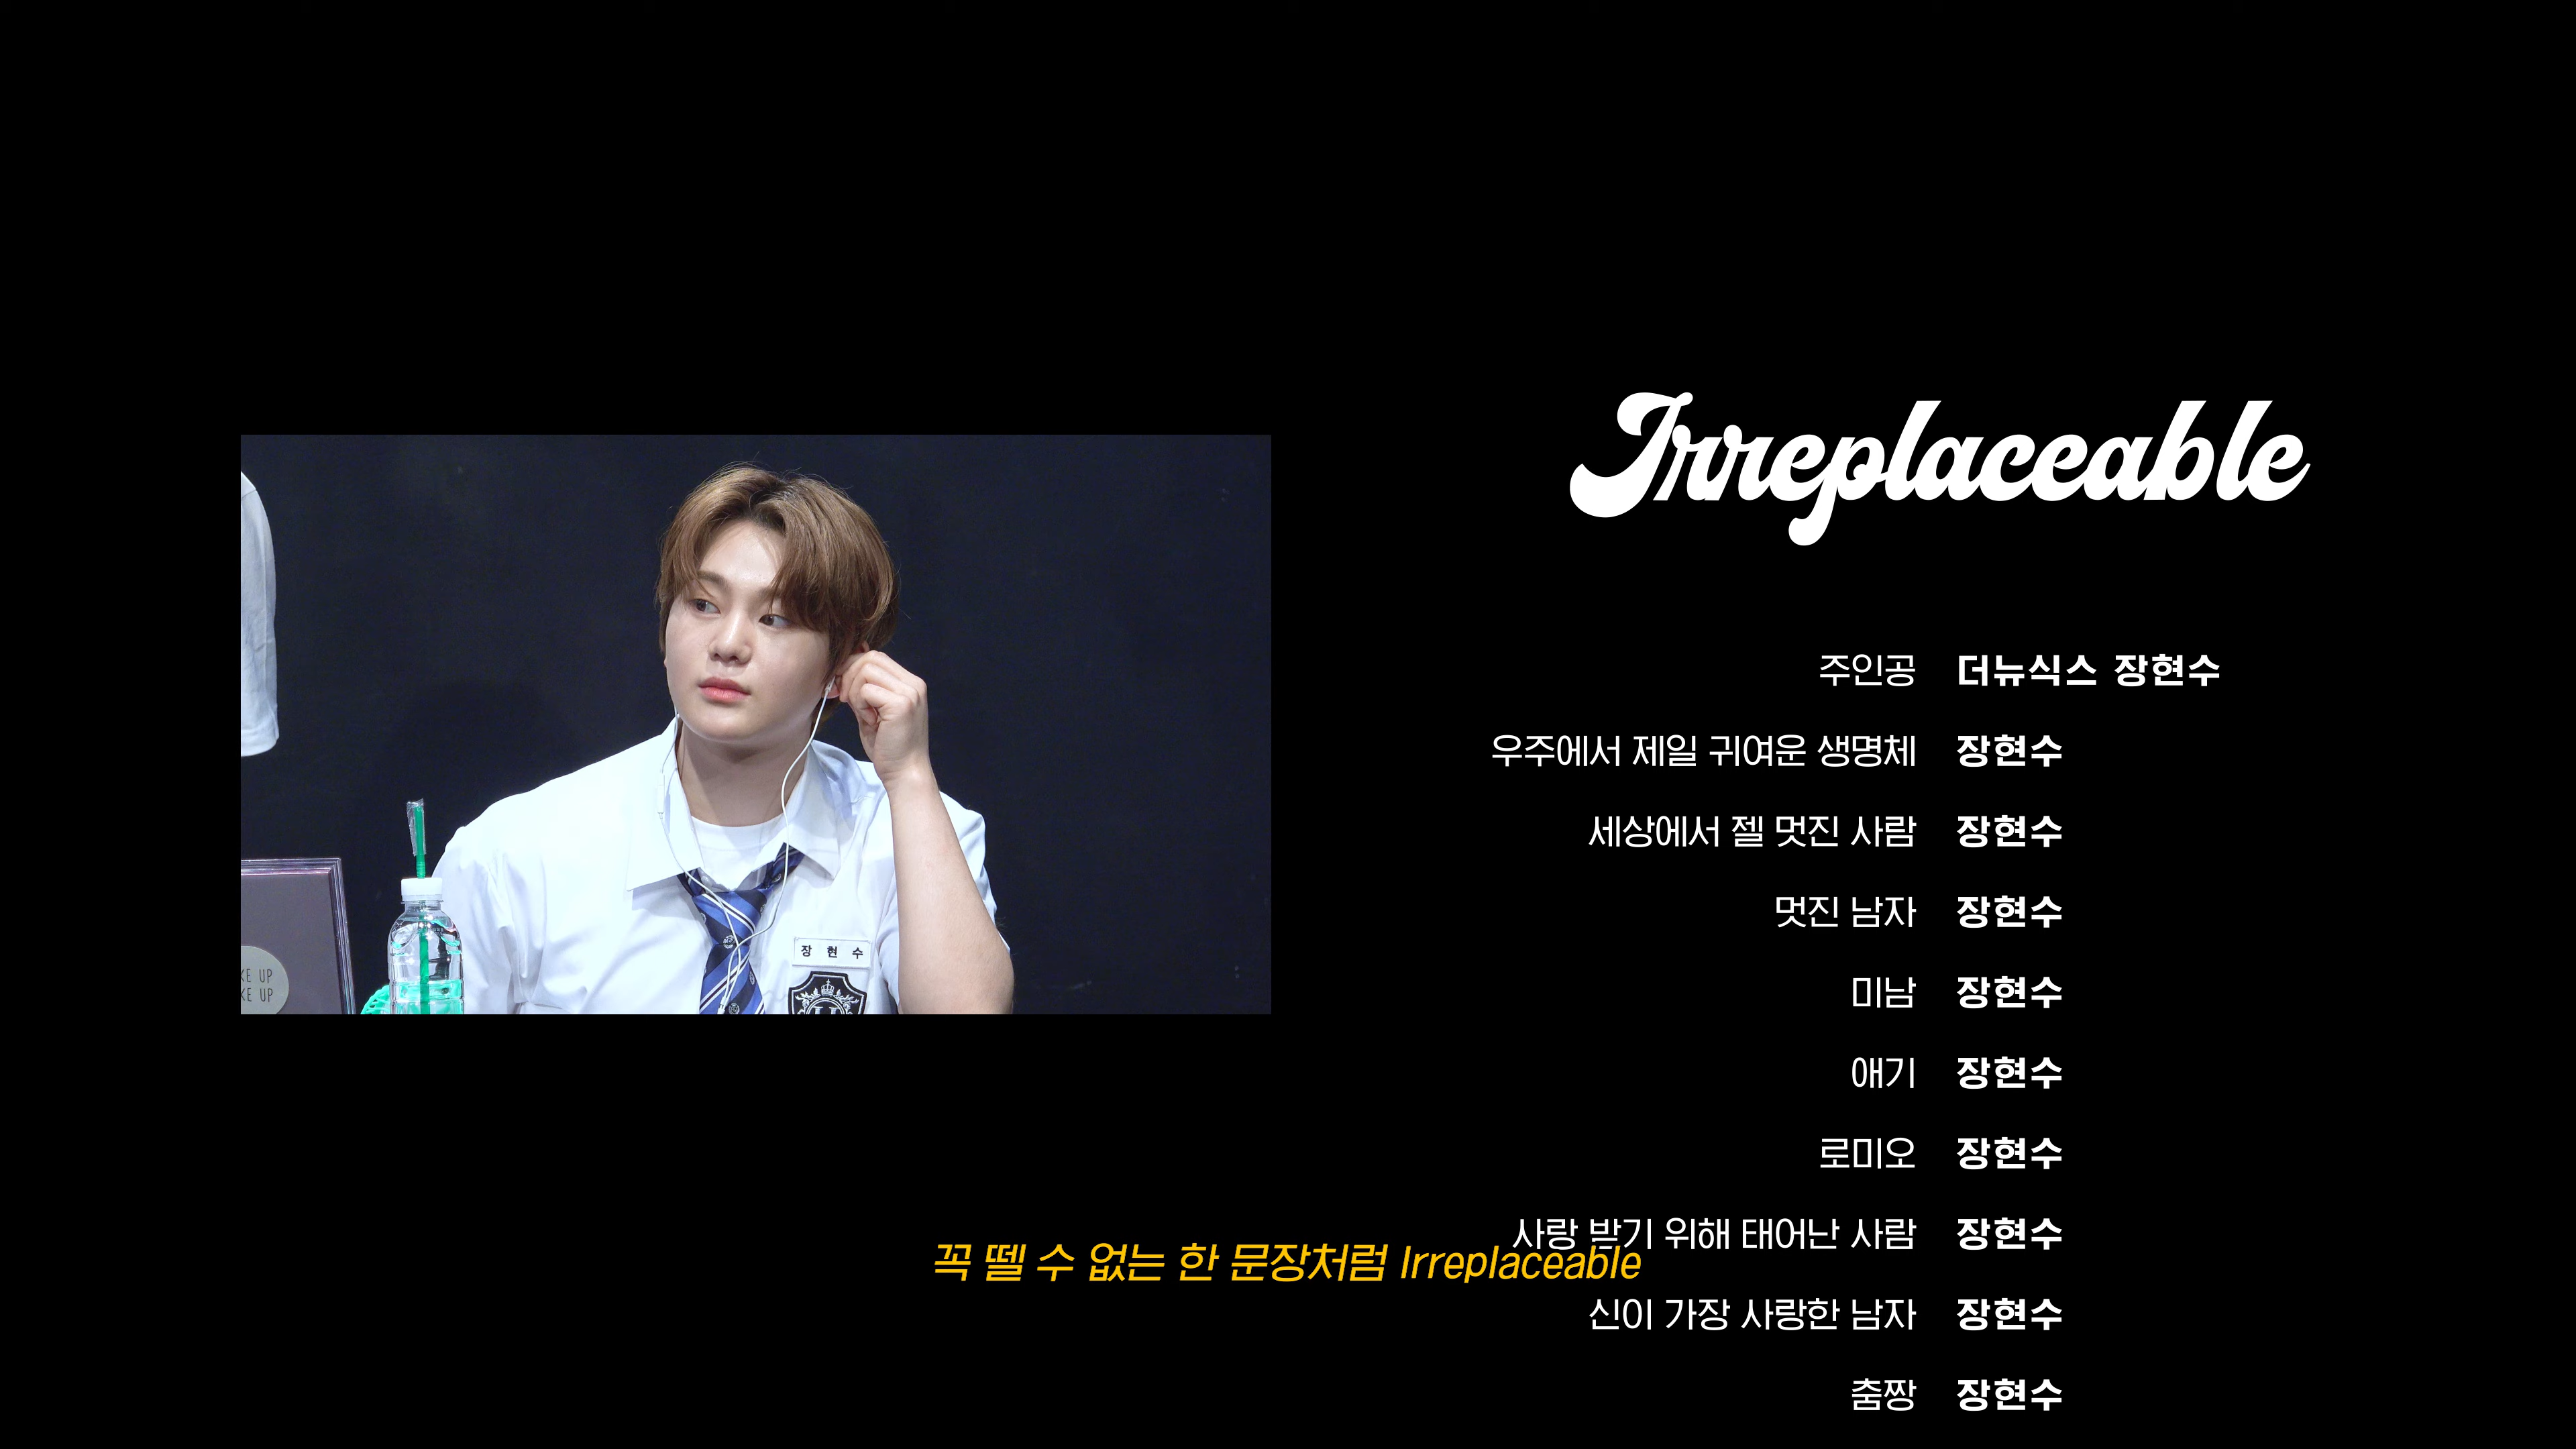 Irreplaceable
주인공 더뉴식스 장현수
우주에서 제일 귀여운 생명체 장현수
세상에서 젤 멋진 사람 장현수
멋진 남자 장현수
미남 장현수
애기 장현수
로미오 장현수
사랑 받기 위해 태어난 사람 장현수
신이 가장 사랑한 남자 장현수
춤짱 장현수
꼭 뗄 수 없는 한 문장처럼 Irreplaceable
장 현 수
KE UP
KE UP